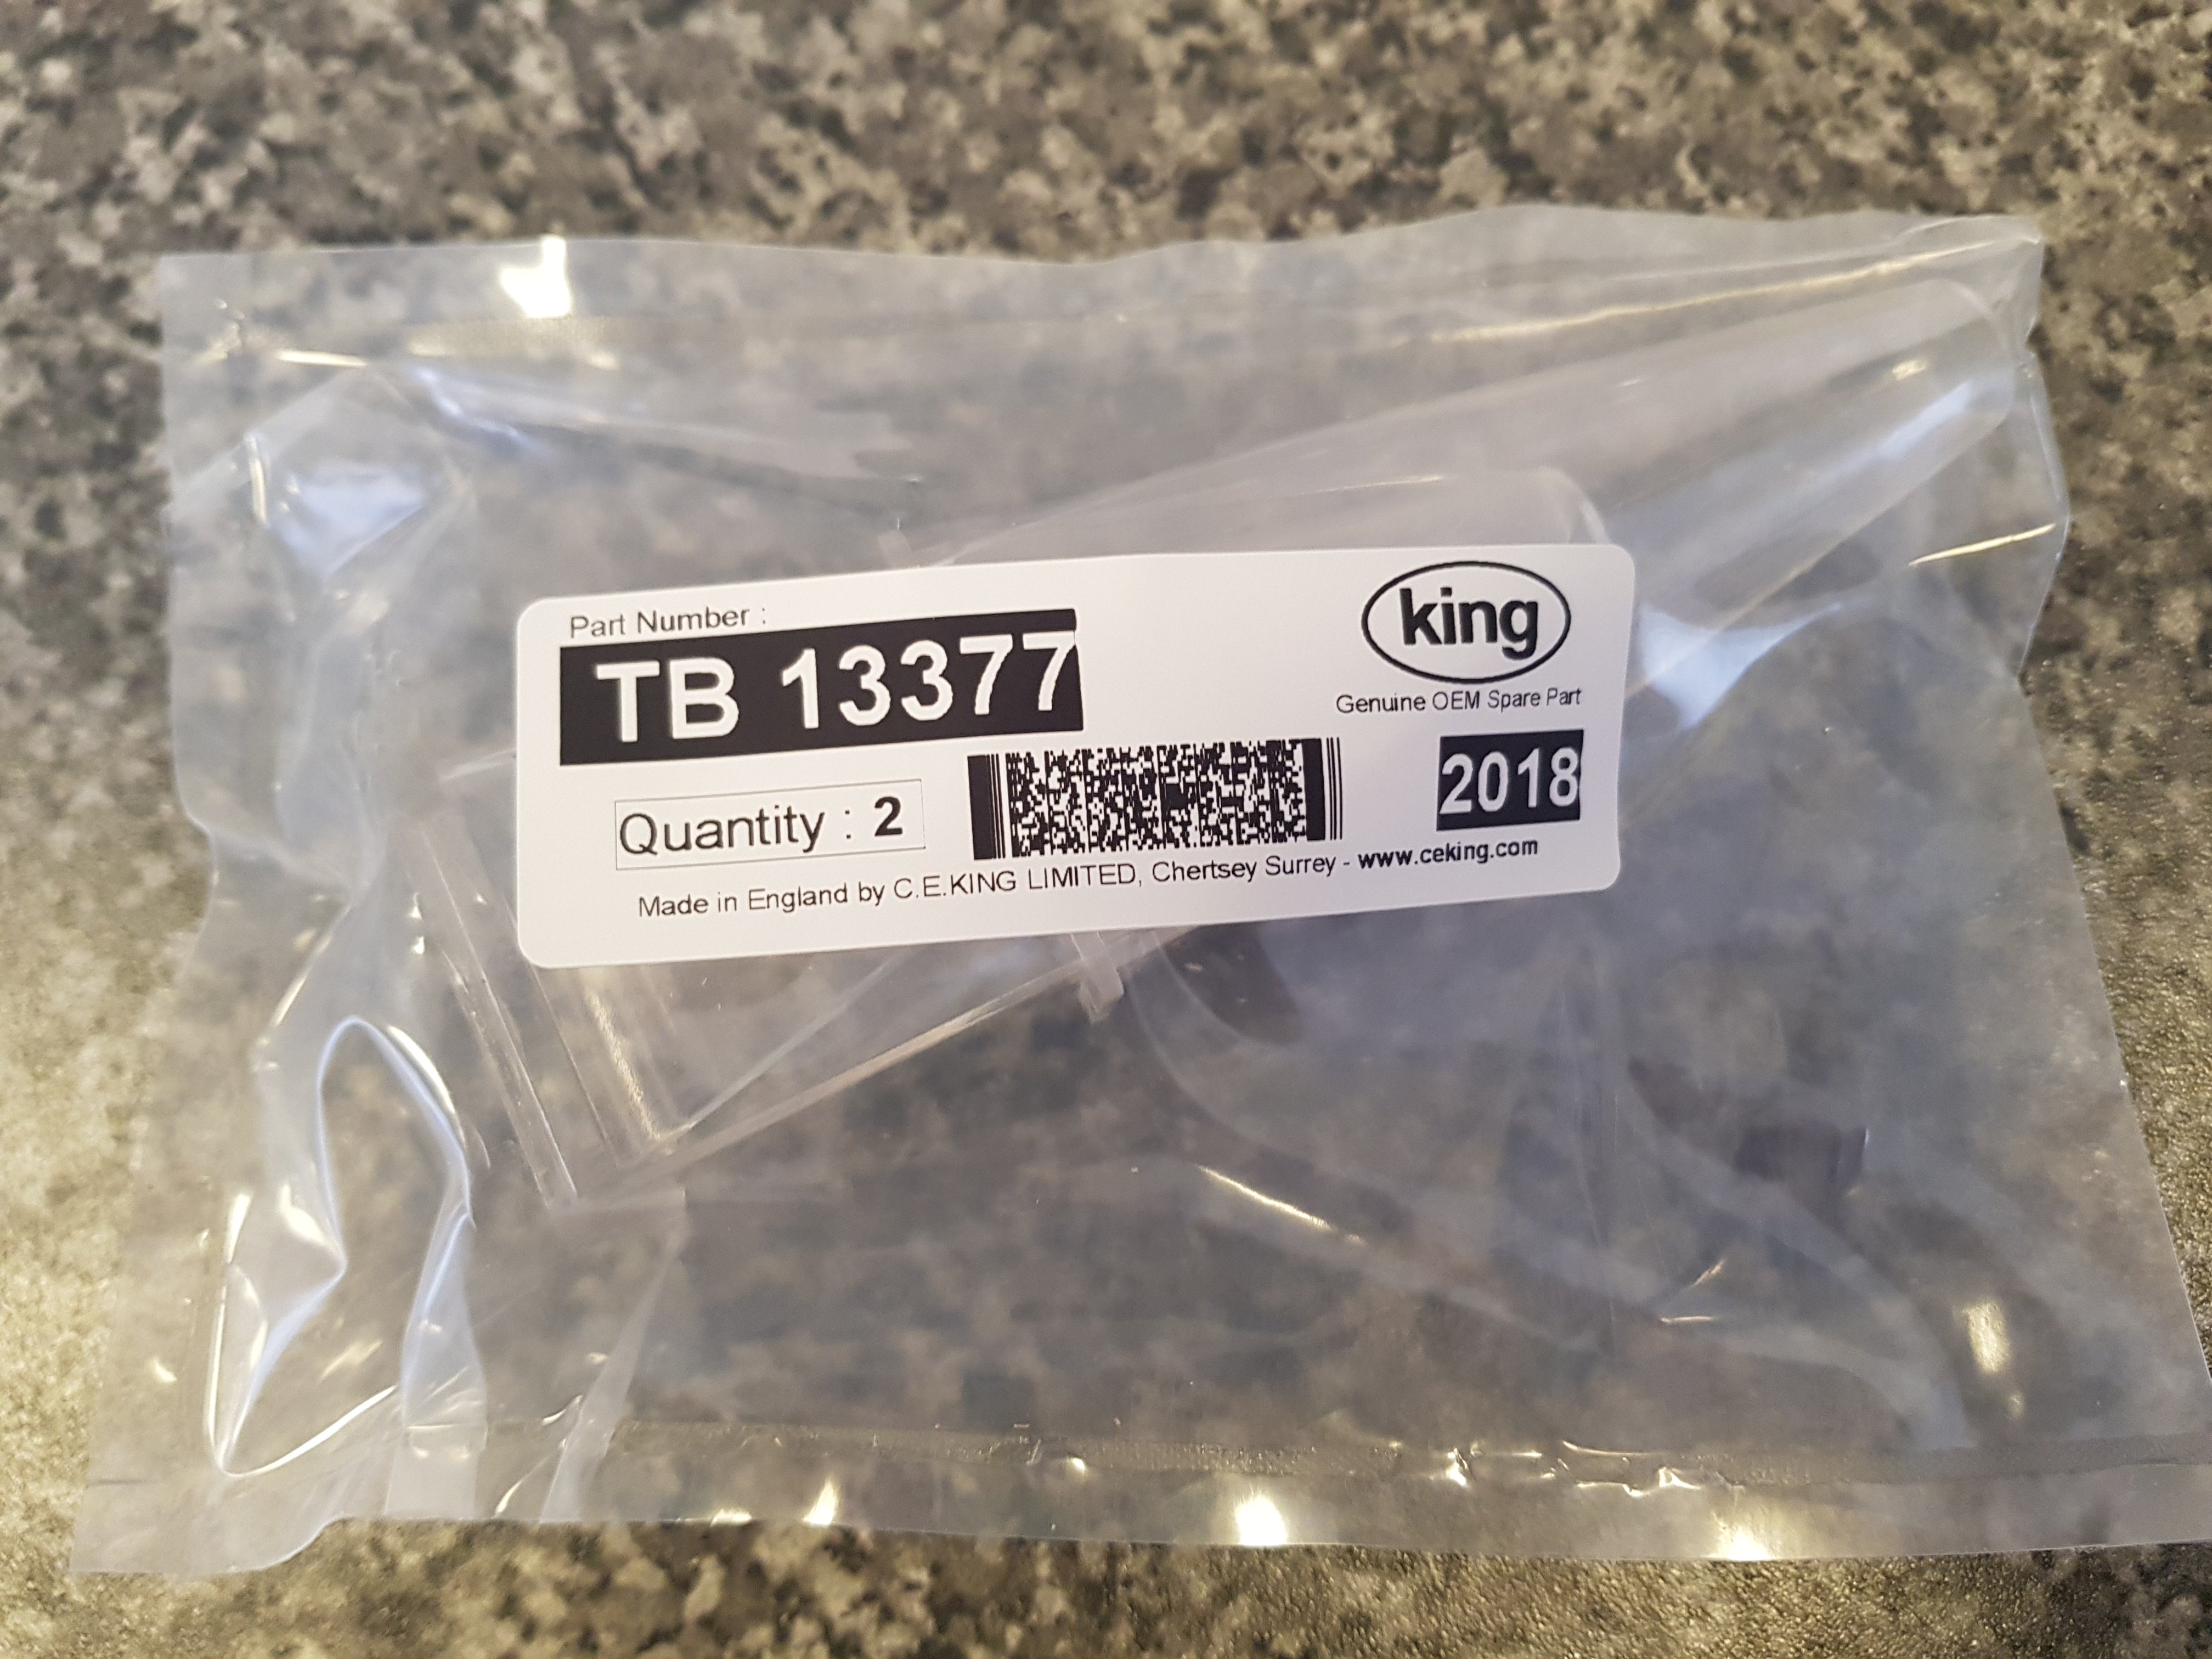 Part Number :
TB 13377
king
Genuine OEM Spare Part
Quantity : 2
2018
Made in England by C.E.KING LIMITED, Chertsey Surrey - www.ceking.com